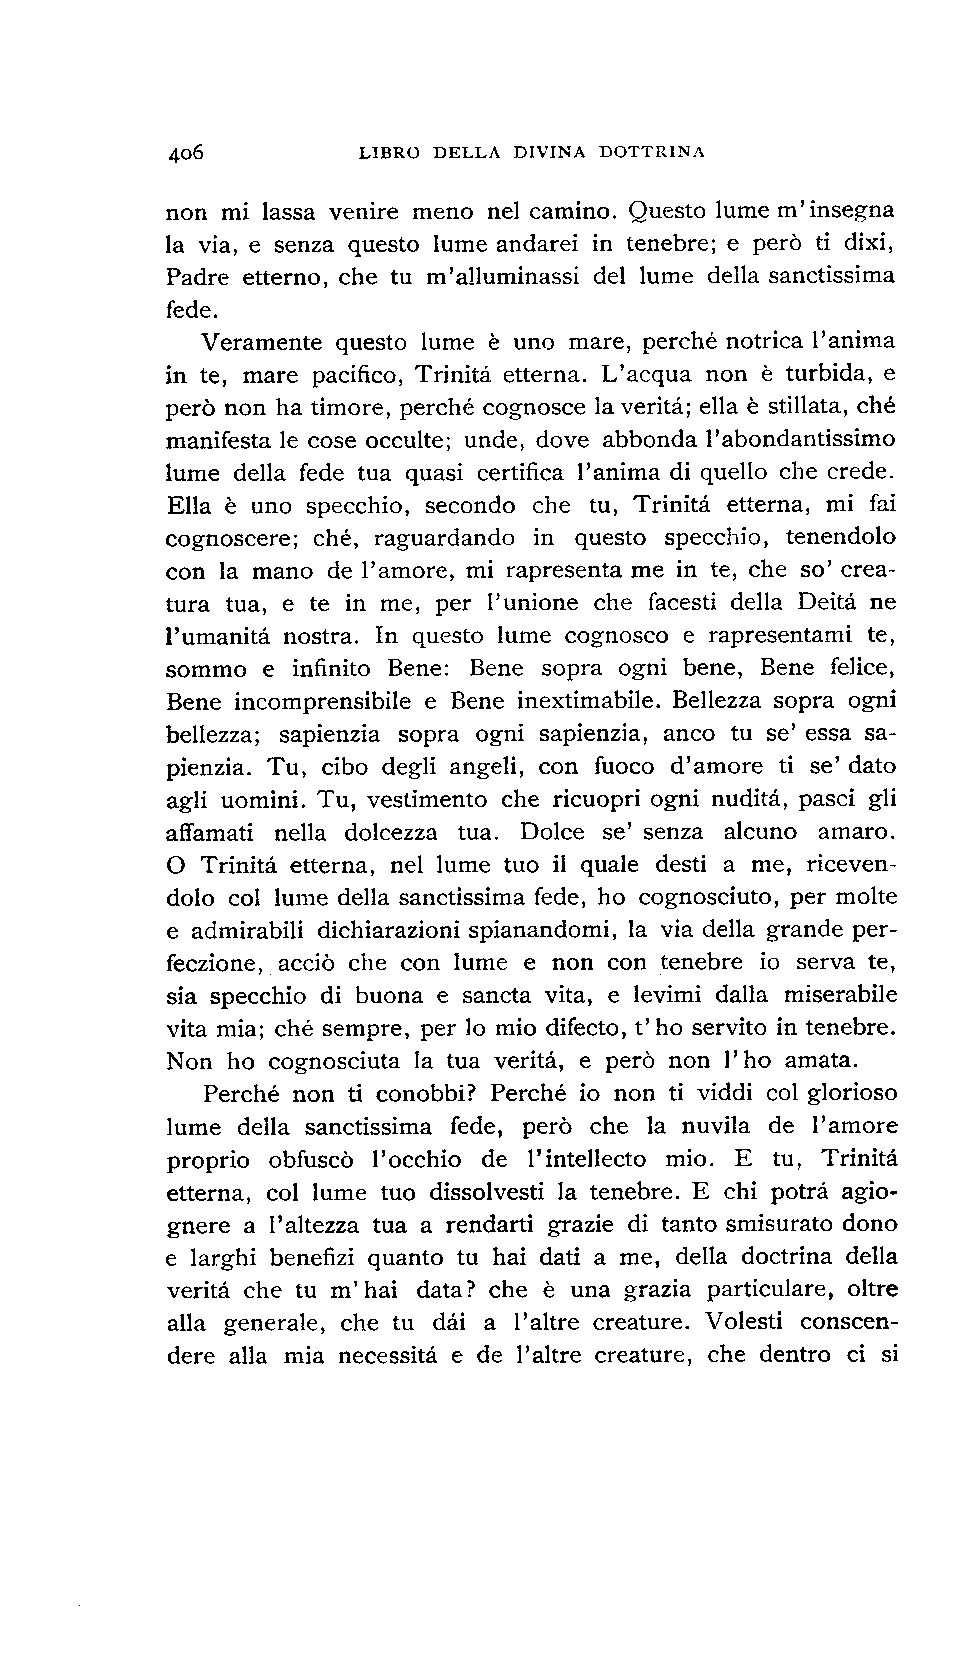 406 LIBRO DELLA DIVINA DOTTRINA
non mi lassa venire meno nel camino. Questo lume m'insegna
la via, e senza questo lume andarei in tenebre; e però ti dixi,
Padre etterno, che tu m'alluminassi del lume della sanctissima
fede.
Veramente questo lume è uno mare, perché notrica l'anima
in te, mare pacifico, Trinitá etterna. L'acqua non è turbida, e
però non ha timore, perché cognosce la veritá; ella è stillata, ché
manifesta le cose occulte; unde, dove abbonda l'abondantissimo
lume della fede tua quasi certifica l'anima di quello che crede.
Ella è uno specchio, secondo che tu, Trinitá etterna, mi fai
cognoscere; ché, raguardando in questo specchio, tenendolo
con la mano de l'amore, mi rapresenta me in te, che so' crea-
tura tua, e te in me, per l'unione che facesti della Deitá ne
l'umanitá nostra. In questo lume cognosco e rapresentami te,
sommo e infinito Bene: Bene sopra ogni bene, Bene felice,
Bene incomprensibile e Bene inextimabile. Bellezza sopra ogni
bellezza; sapienzia sopra ogni sapienzia, anco tu se' essa sa-
pienzia. Tu, cibo degli angeli, con fuoco d'amore ti se' dato
agli uomini. Tu, vestimento che ricuopri ogni nuditá, pasci gli
affamati nella dolcezza tua. Dolce se' senza alcuno amaro.
O Trinitá etterna, nel lume tuo il quale desti a me, riceven-
dolo col lume della sanctissima fede, ho cognosciuto, per molte
e admirabili dichiarazioni spianandomi, la via della grande per-
feczione, acciò che con lume e non con tenebre io serva te,
sia specchio di buona e sancta vita, e levimi dalla miserabile
vita mia; ché sempre, per lo mio difecto, t'ho servito in tenebre.
Non ho cognosciuta la tua veritá, e però non l'ho amata.
Perché non ti conobbi? Perché io non ti viddi col glorioso
lume della sanctissima fede, però che la nuvila de l'amore
proprio obfuscò l'occhio de l'intellecto mio. E tu, Trinitá
etterna, col lume tuo dissolvesti la tenebre. E chi potrá agio-
gnere a l'altezza tua a rendarti grazie di tanto smisurato dono
e larghi benefizi quanto tu hai dati a me, della doctrina della
veritá che tu m'hai data? che è una grazia particulare, oltre
alla generale, che tu dái a l'altre creature. Volesti conscen-
dere alla mia necessitá e de l'altre creature, che dentro ci si